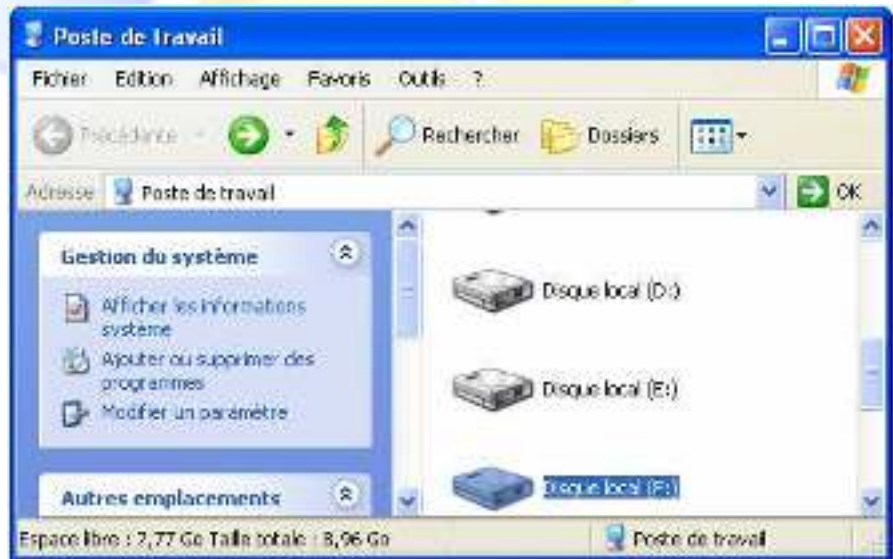 Poste de Travail
Fichier Edition Affichage Favoris Outils ?
Précédente Rechercher Dossiers
Adresse Poste de travail OK
Gestion du système
Afficher les informations
système
Ajouter ou supprimer des
programmes
Modifier un paramètre
Autres emplacements
Disque local (D:)
Disque local (E:)
Disque local (F:)
Espace libre : 7,77 Go Taille totale : 8,96 Go Poste de travail